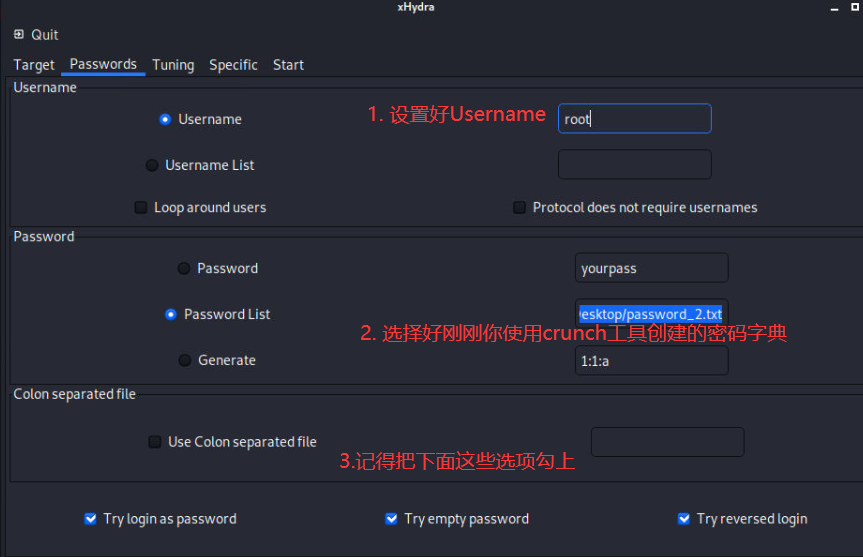 xHydra
Quit
Target Passwords Tuning Specific Start
Username
Username 1. 设置好Username root
Username List
Loop around users Protocol does not require usernames
Password
Password yourpass
Password List esktop/password_2.txt
2. 选择好刚刚你使用crunch工具创建的密码字典
Generate 1:1:a
Colon separated file
Use Colon separated file
3.记得把下面这些选项勾上
Try login as password Try empty password Try reversed login